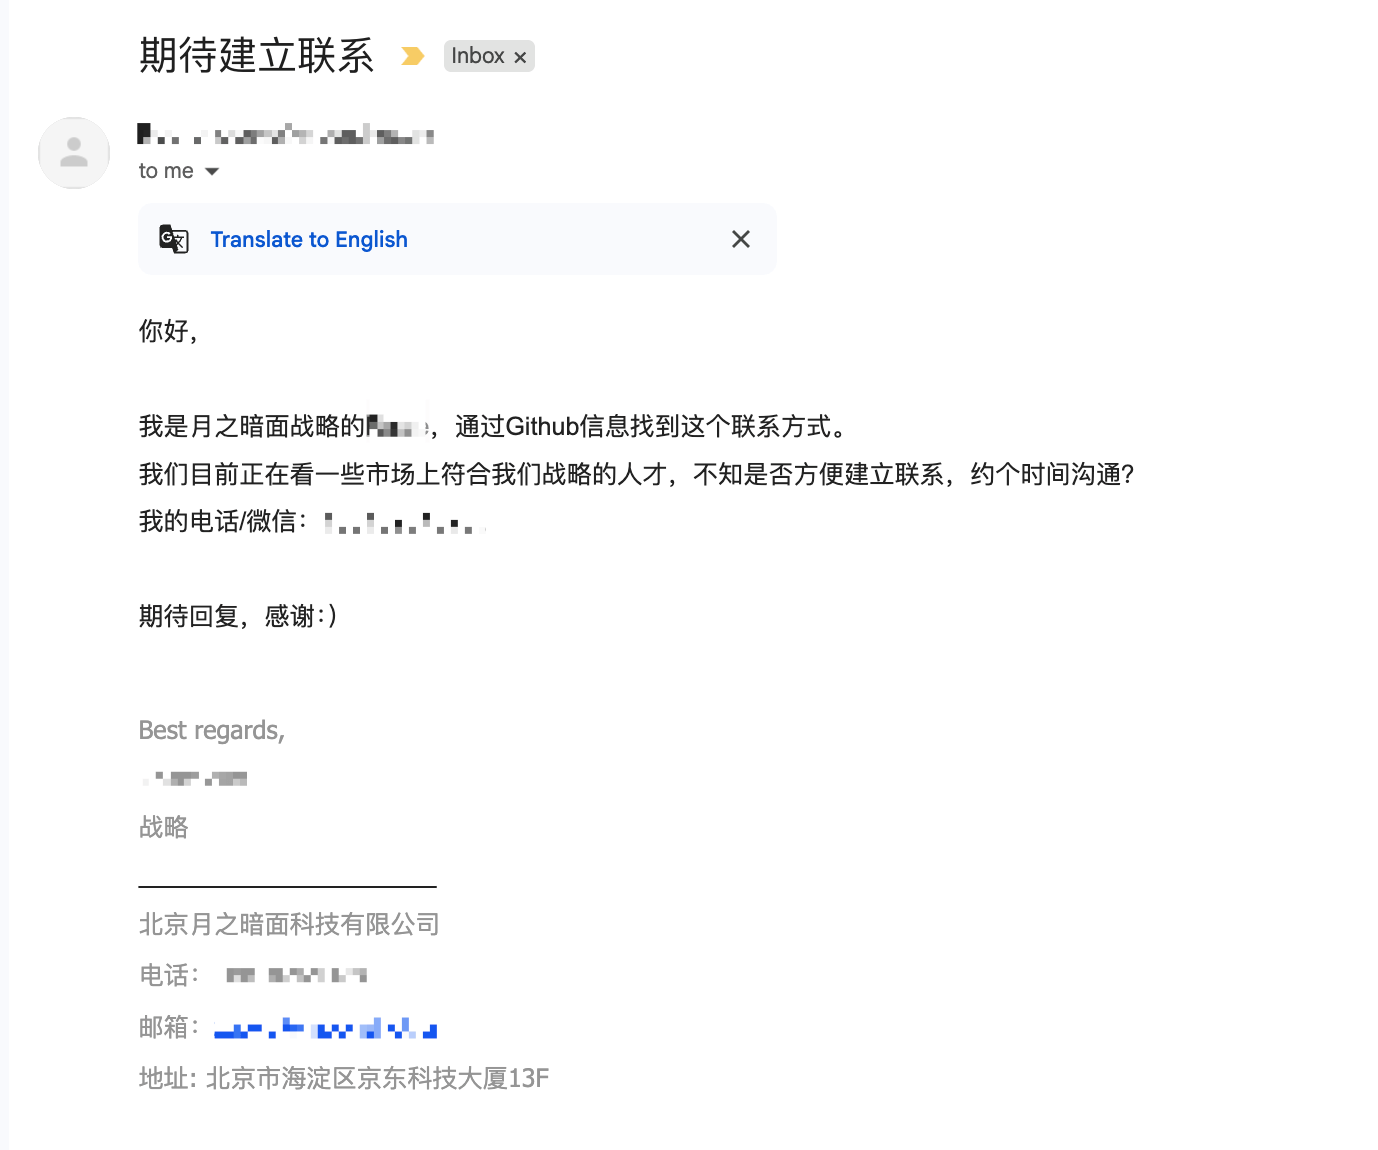 期待建立联系
Inbox ×
to me
Translate to English
你好，
我是月之暗面战略的，通过Github信息找到这个联系方式。
我们目前正在看一些市场上符合我们战略的人才，不知是否方便建立联系，约个时间沟通？
我的电话/微信：
期待回复，感谢：）
Best regards,
战略
北京月之暗面科技有限公司
电话：
邮箱：
地址: 北京市海淀区京东科技大厦13F